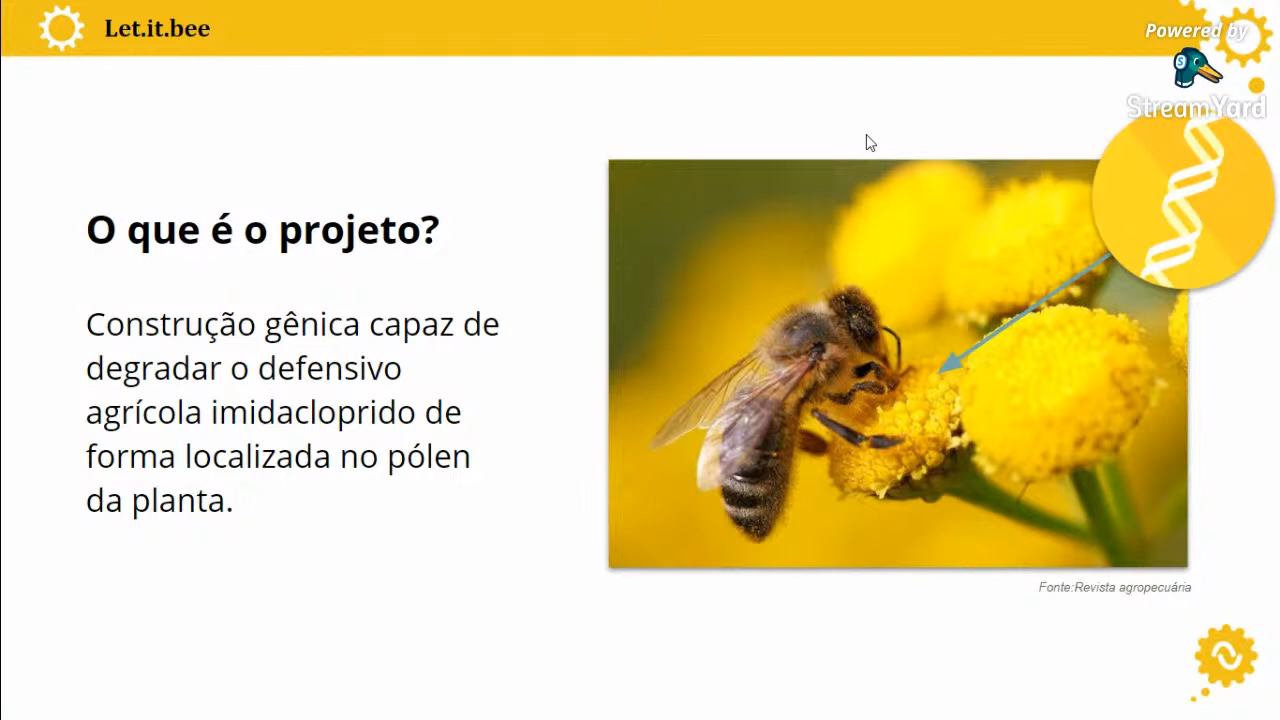 Let.it.bee
Powered by
StreamYard
O que é o projeto?
Construção gênica capaz de
degradar o defensivo
agrícola imidacloprido de
forma localizada no pólen
da planta.
Fonte:Revista agropecuária